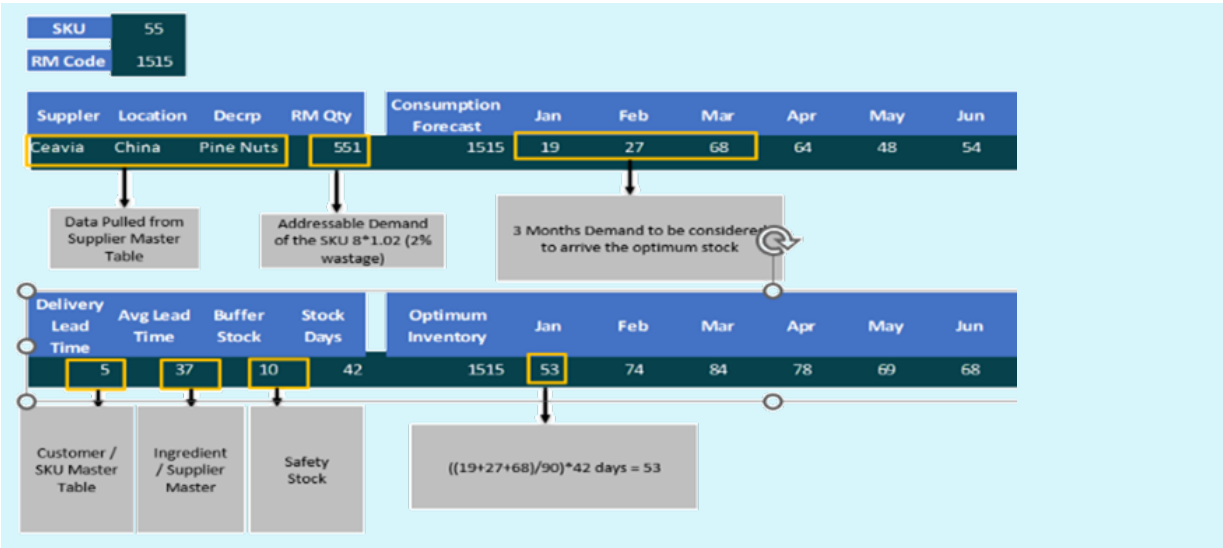 SKU 55
RM Code 1515
Suppler Location Decrp RM Qty Consumption Forecast Jan Feb Mar Apr May Jun
Ceavia China Pine Nuts 551 1515 19 27 68 64 48 54
Data Pulled from
Supplier Master
Table
Addressable Demand
of the SKU 8*1.02 (2%
wastage)
3 Months Demand to be considered
to arrive the optimum stock
Delivery Lead Time Avg Lead Time Buffer Stock Stock Days Optimum Inventory Jan Feb Mar Apr May Jun
5 37 10 42 1515 53 74 84 78 69 68
Customer /
SKU Master
Table
Ingredient
/ Supplier
Master
Safety
Stock
((19+27+68)/90)*42 days = 53